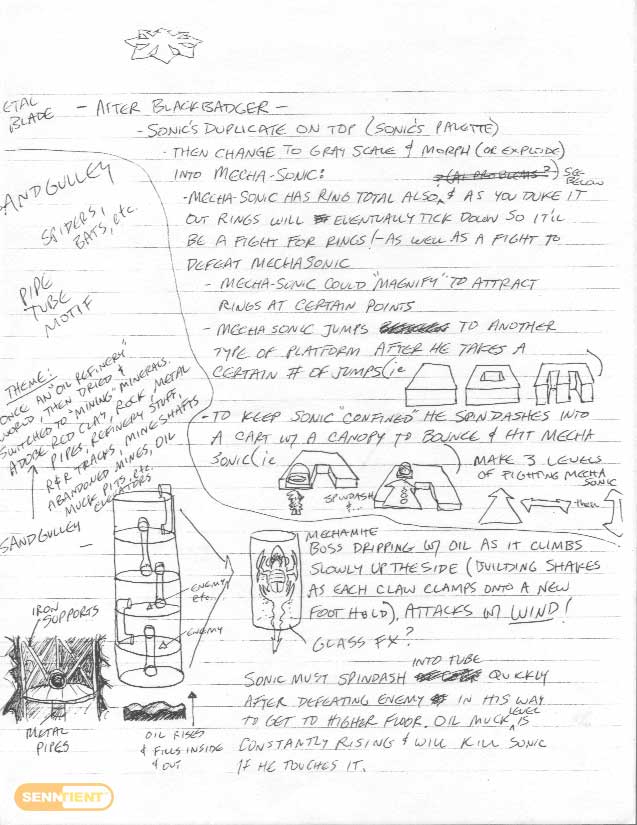 ETAL BLADE
- AFTER BLACKBADGER -
- SONIC'S DUPLICATE ON TOP (SONIC'S PALETTE)
- THEN CHANGE TO GRAY SCALE & MORPH (OR EXPLODE)
INTO MECHA-SONIC: (AI PROBLEMS?) SEE BELOW
- MECHA-SONIC HAS RING TOTAL ALSO, & AS YOU DUKE IT
OUT RINGS WILL EVENTUALLY TICK DOWN SO IT'LL
BE A FIGHT FOR RINGS! - AS WELL AS A FIGHT TO
DEFEAT MECHASONIC
- MECHA-SONIC COULD "MAGNIFY" TO ATTRACT
RINGS AT CERTAIN POINTS
- MECHA SONIC JUMPS TO ANOTHER
TYPE OF PLATFORM AFTER HE TAKES A
CERTAIN # OF JUMPS (ie
- TO KEEP SONIC "CONFINED" HE SPINDASHES INTO
A CART W/ A CANOPY TO BOUNCE & HIT MECHA
SONIC (ie
SPINDASH
&...
MAKE 3 LEVELS
OF FIGHTING MECHA
SONIC
then
ANDGULLEY
SPIDERS,
BATS, etc.
PIPE
TUBE
MOTIF
THEME:
ONCE AN "OIL REFINERY"
WORLD, THEN DRIED &
SWITCHED TO "MINING" MINERALS.
ADOBE RED CLAY, ROCK, METAL
PIPES, REFINERY STUFF,
R&R TRACKS, MINE SHAFTS
ABANDONED MINES, OIL
MUCK PITS, etc.
ELEVATORS
SANDGULLEY -
ENEMY
etc...
ENEMY
IRON
SUPPORTS
METAL
PIPES
OIL RISES
& FILLS INSIDE
& OUT
MECHAMITE
BOSS DRIPPING W/ OIL AS IT CLIMBS
SLOWLY UP THE SIDE (BUILDING SHAKES
AS EACH CLAW CLAMPS ONTO A NEW
FOOT HOLD). ATTACKS W/ WIND!
GLASS FX?
SONIC MUST SPINDASH INTO TUBE QUICKLY
AFTER DEFEATING ENEMY IN HIS WAY
TO GET TO HIGHER FLOOR. OIL MUCK LEVEL IS
CONSTANTLY RISING & WILL KILL SONIC
IF HE TOUCHES IT.
SENNTIENT